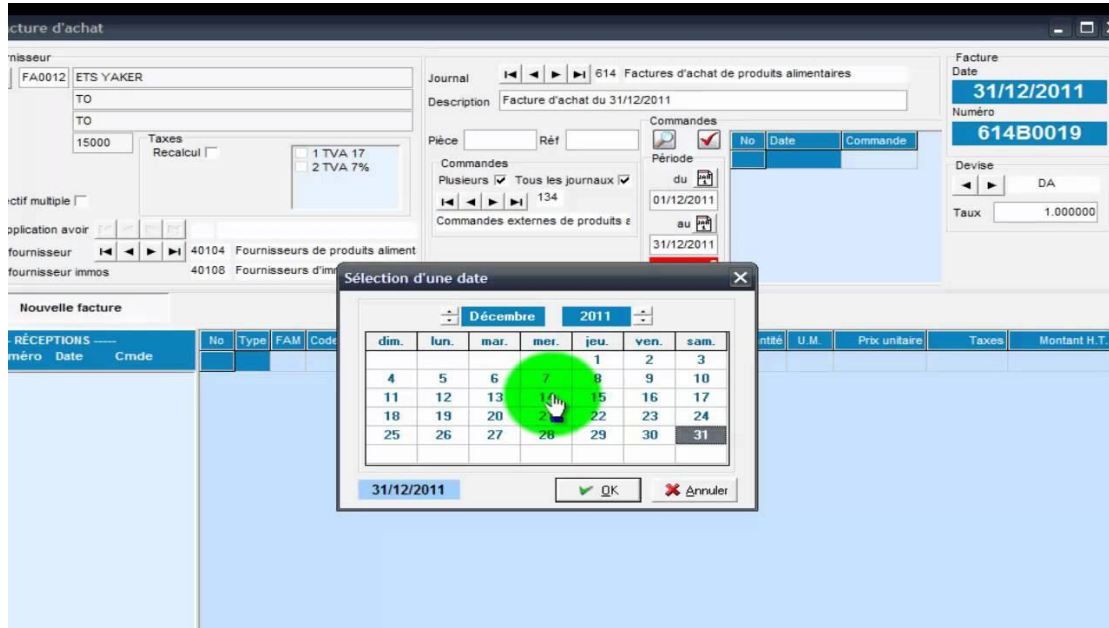 cture d'achat
nisseur
FA0012 ETS YAKER
TO
TO
15000
Taxes
Recalcul
1 TVA 17
2 TVA 7%
ctif multiple
pplication avoir
fournisseur 40104 Fournisseurs de produits aliment
fournisseur immos 40108 Fournisseurs d'imm
Journal 614 Factures d'achat de produits alimentaires
Description Facture d'achat du 31/12/2011
Pièce Réf
Commandes
Plusieurs Tous les journaux
134
Commandes externes de produits a
Commandes
Période
du
01/12/2011
au
31/12/2011
No Date Commande
Facture
Date
31/12/2011
Numéro
614B0019
Devise
DA
Taux 1.000000
Nouvelle facture
- RÉCEPTIONS -----
méro Date Cmde
No Type FAM Code
ntité U.M. Prix unitaire Taxes Montant H.T.
Sélection d'une date
Décembre 2011
dim. lun. mar. mer. jeu. ven. sam.
1 2 3
4 5 6 7 8 9 10
11 12 13 14 15 16 17
18 19 20 22 23 24
25 26 27 28 29 30 31
31/12/2011
OK
Annuler